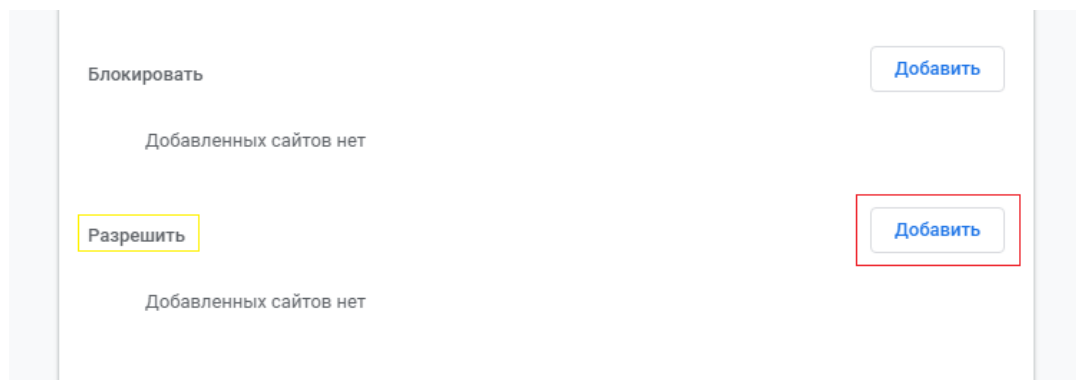 Блокировать
Добавить
Добавленных сайтов нет
Разрешить
Добавить
Добавленных сайтов нет